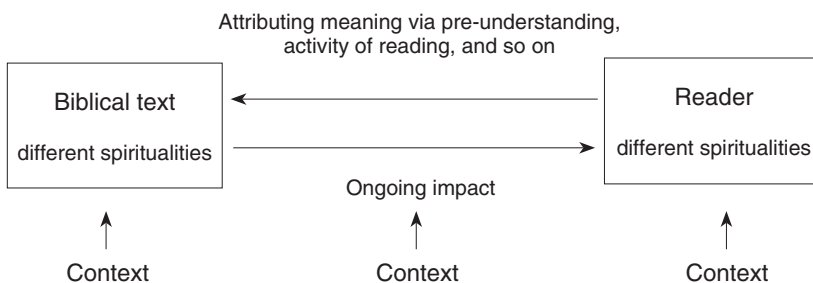 Attributing meaning via pre-understanding,
activity of reading, and so on
Biblical text
different spiritualities
Reader
different spiritualities
Ongoing impact
Context
Context
Context